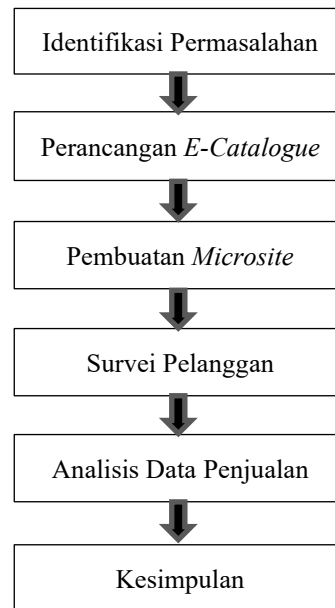 Identifikasi Permasalahan
Perancangan E-Catalogue
Pembuatan Microsite
Survei Pelanggan
Analisis Data Penjualan
Kesimpulan